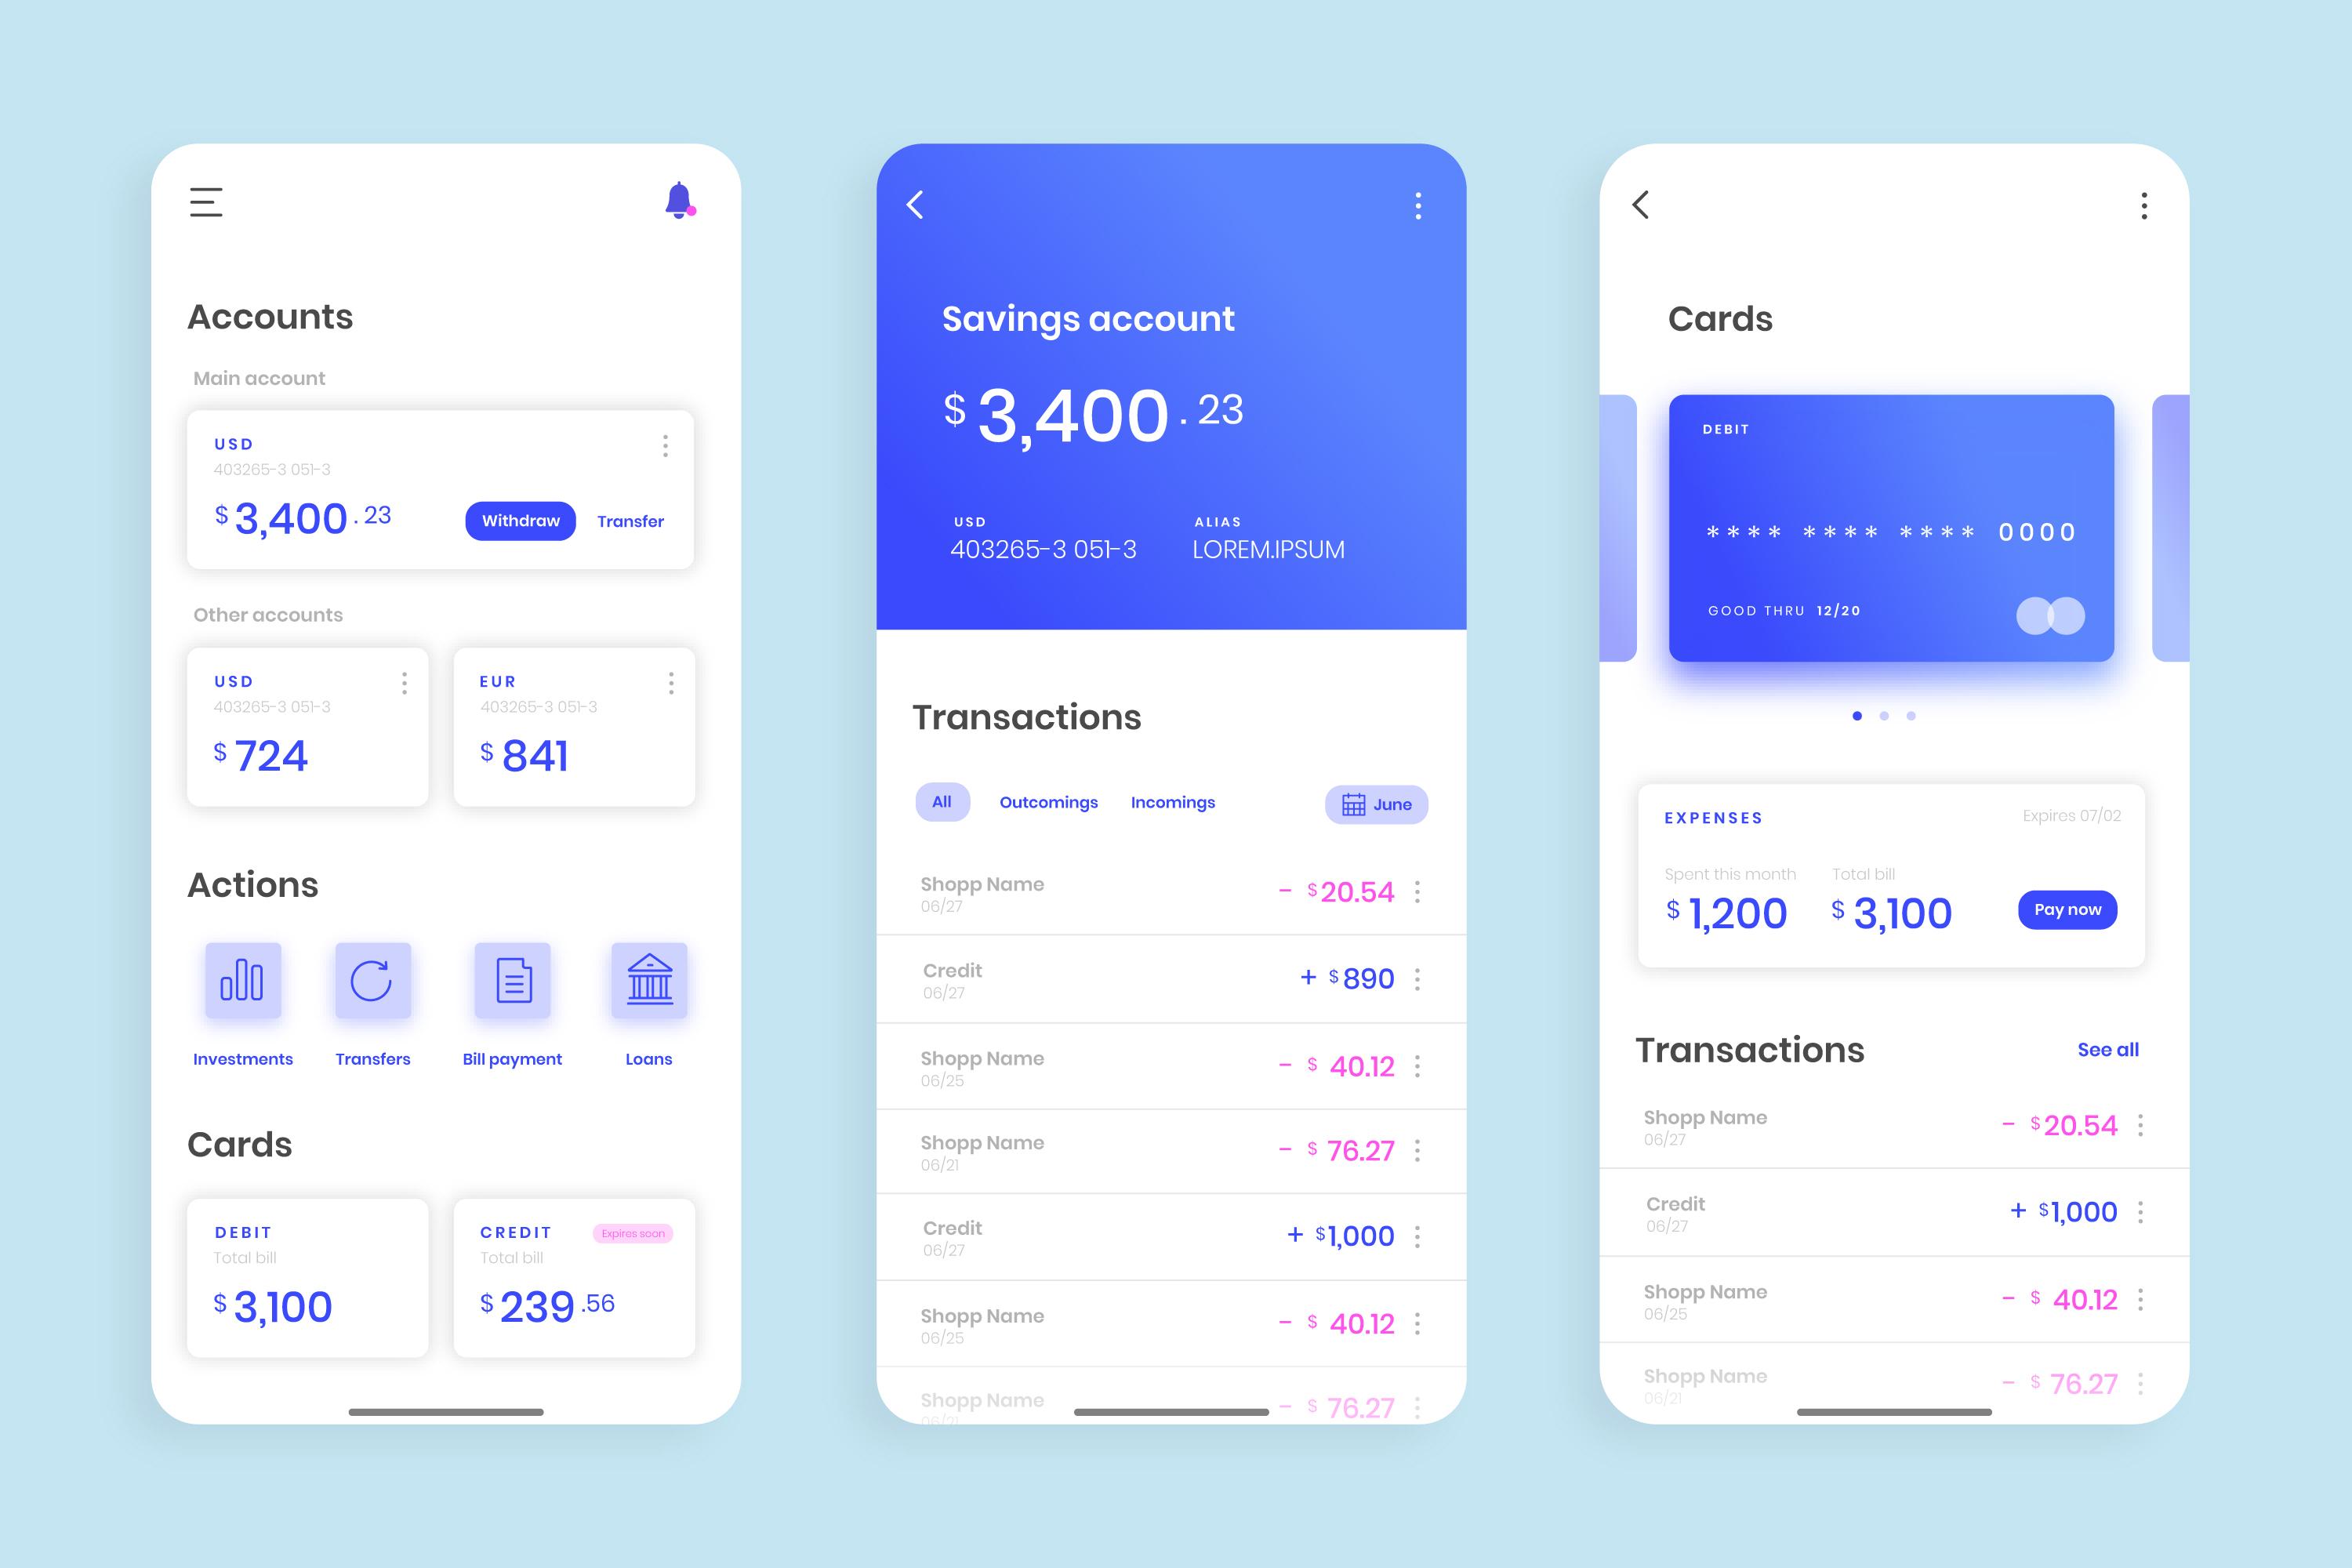 Accounts
Main account
USD
403265-3 051-3
$ 3,400 . 23
Withdraw
Transfer
Other accounts
USD
403265-3 051-3
$ 724
EUR
403265-3 051-3
$ 841
Actions
Investments
Transfers
Bill payment
Loans
Cards
DEBIT
Total bill
$ 3,100
CREDIT
Expires soon
Total bill
$ 239 .56
Savings account
$ 3,400 . 23
USD
403265-3 051-3
ALIAS
LOREM.IPSUM
Transactions
All
Outcomings
Incomings
June
Shopp Name
06/27
- $ 20.54
Credit
06/27
+ $ 890
Shopp Name
06/25
- $ 40.12
Shopp Name
06/21
- $ 76.27
Credit
06/27
+ $ 1,000
Shopp Name
06/25
- $ 40.12
Shopp Name
06/21
- $ 76.27
Cards
DEBIT
**** **** **** 0000
GOOD THRU 12/20
EXPENSES
Expires 07/02
Spent this month
$ 1,200
Total bill
$ 3,100
Pay now
Transactions
See all
Shopp Name
06/27
- $ 20.54
Credit
06/27
+ $ 1,000
Shopp Name
06/25
- $ 40.12
Shopp Name
06/21
- $ 76.27